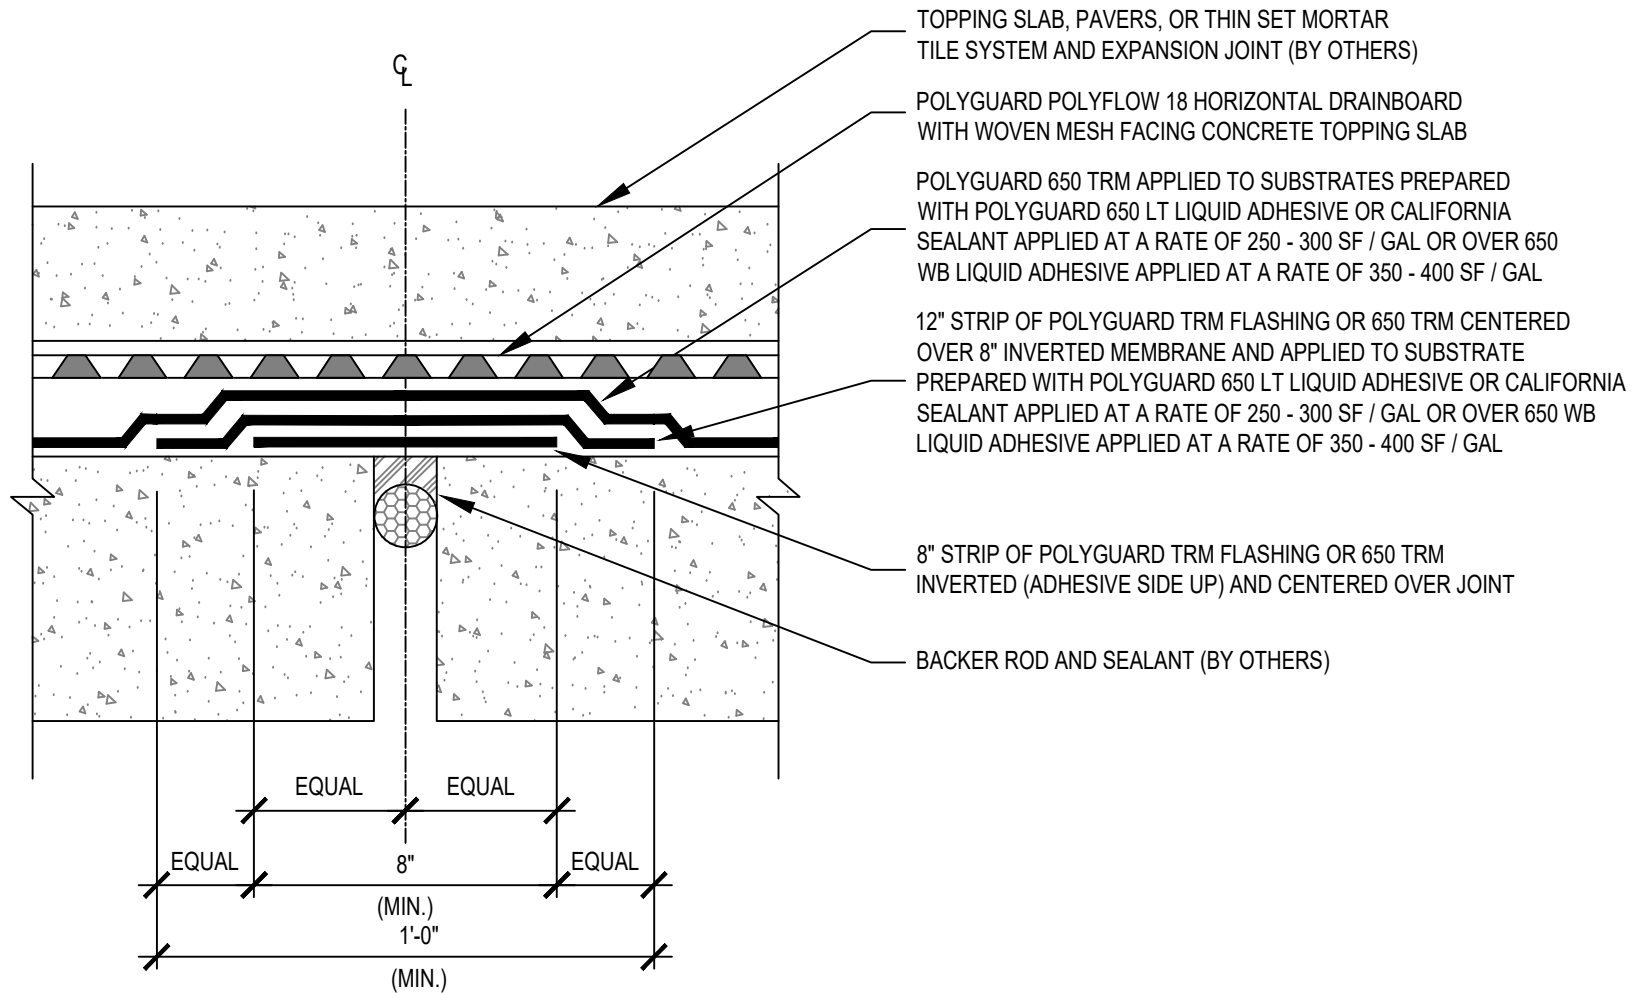 TOPPING SLAB, PAVERS, OR THIN SET MORTAR
TILE SYSTEM AND EXPANSION JOINT (BY OTHERS)
℄
POLYGUARD POLYFLOW 18 HORIZONTAL DRAINBOARD
WITH WOVEN MESH FACING CONCRETE TOPPING SLAB
POLYGUARD 650 TRM APPLIED TO SUBSTRATES PREPARED
WITH POLYGUARD 650 LT LIQUID ADHESIVE OR CALIFORNIA
SEALANT APPLIED AT A RATE OF 250 - 300 SF / GAL OR OVER 650
WB LIQUID ADHESIVE APPLIED AT A RATE OF 350 - 400 SF / GAL
12" STRIP OF POLYGUARD TRM FLASHING OR 650 TRM CENTERED
OVER 8" INVERTED MEMBRANE AND APPLIED TO SUBSTRATE
PREPARED WITH POLYGUARD 650 LT LIQUID ADHESIVE OR CALIFORNIA
SEALANT APPLIED AT A RATE OF 250 - 300 SF / GAL OR OVER 650 WB
LIQUID ADHESIVE APPLIED AT A RATE OF 350 - 400 SF / GAL
8" STRIP OF POLYGUARD TRM FLASHING OR 650 TRM
INVERTED (ADHESIVE SIDE UP) AND CENTERED OVER JOINT
BACKER ROD AND SEALANT (BY OTHERS)
EQUAL EQUAL
EQUAL 8" EQUAL
(MIN.)
1'-0"
(MIN.)